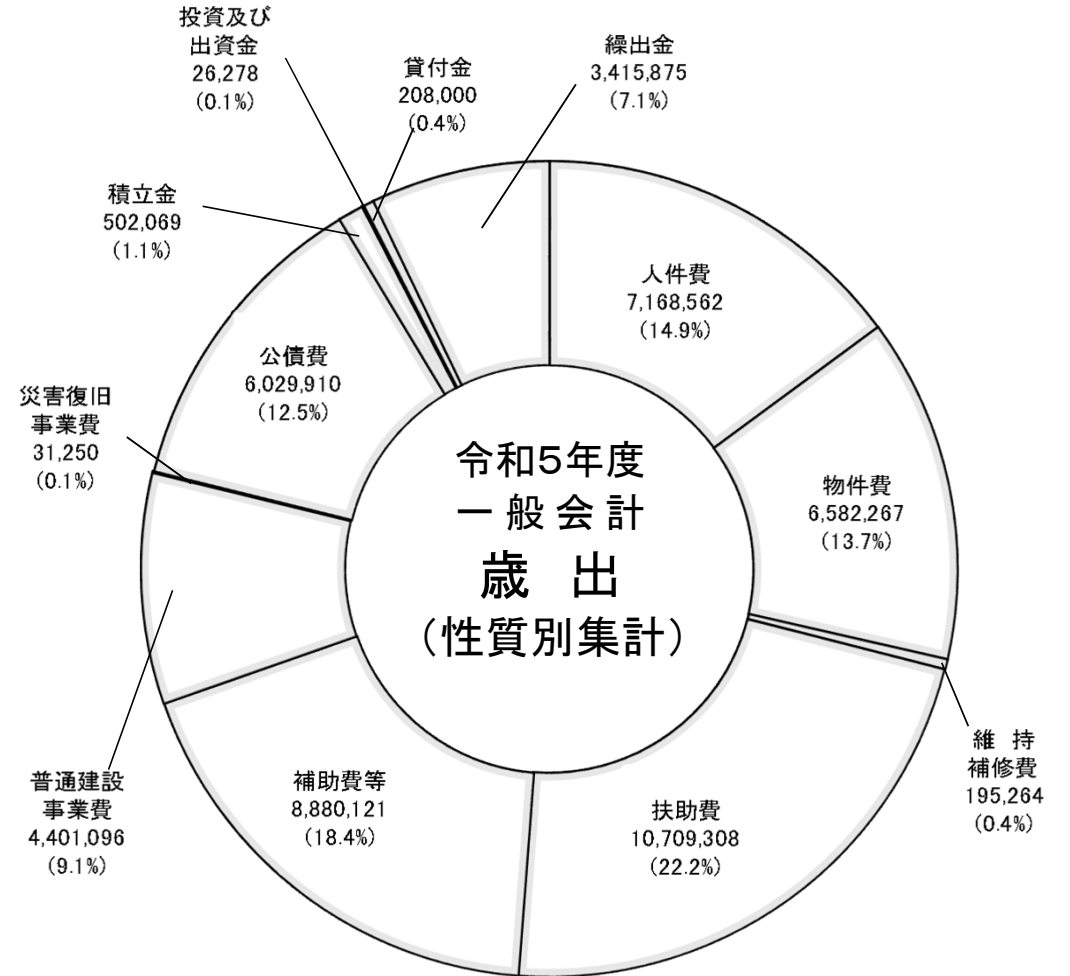 投資及び
出資金
26,278
(0.1%)
貸付金
208,000
(0.4%)
繰出金
3,415,875
(7.1%)
積立金
502,069
(1.1%)
人件費
7,168,562
(14.9%)
公債費
6,029,910
(12.5%)
災害復旧
事業費
31,250
(0.1%)
物件費
6,582,267
(13.7%)
令和5年度
一般会計
歳出
(性質別集計)
維持
補修費
195,264
(0.4%)
普通建設
事業費
4,401,096
(9.1%)
補助費等
8,880,121
(18.4%)
扶助費
10,709,308
(22.2%)